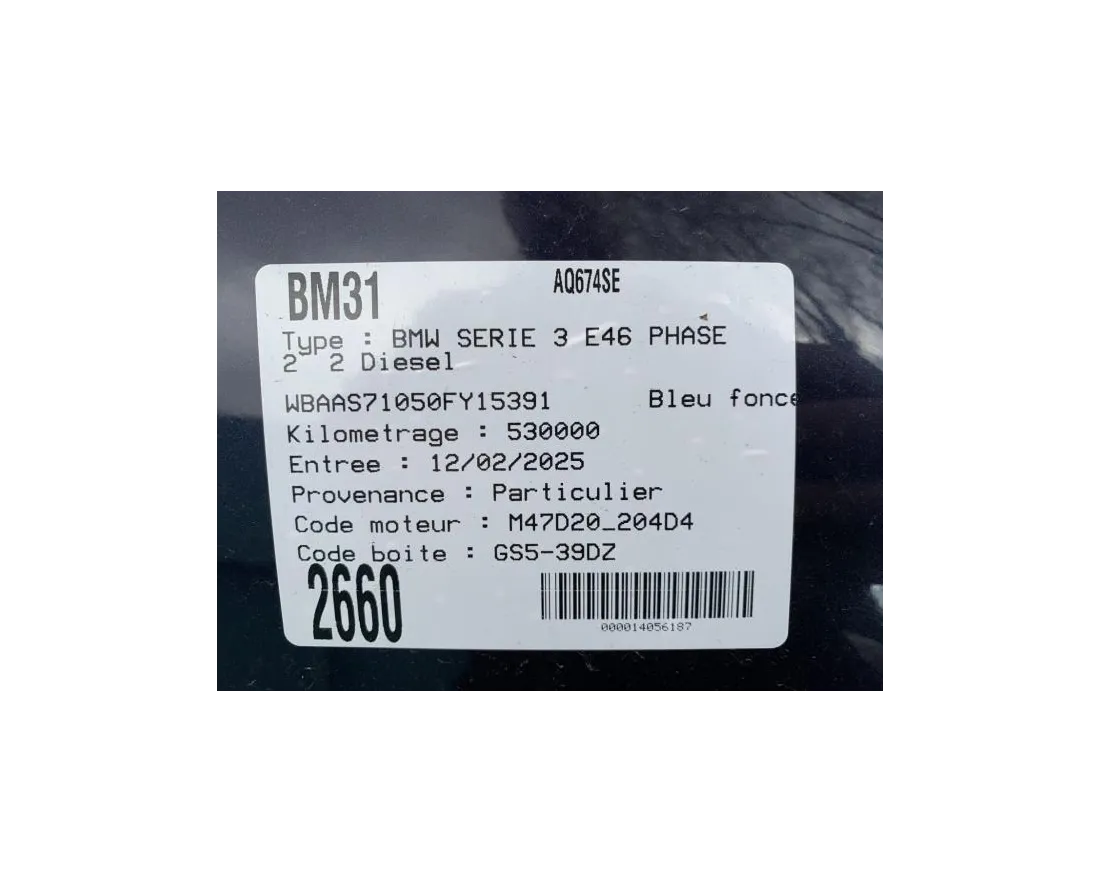 BM31
AQ674SE
Type : BMW SERIE 3 E46 PHASE
2 2 Diesel
WBAAS71050FY15391 Bleu fonce
Kilometrage : 530000
Entree : 12/02/2025
Provenance : Particulier
Code moteur : M47D20_204D4
Code boite : GS5-39DZ
2660
000014056187